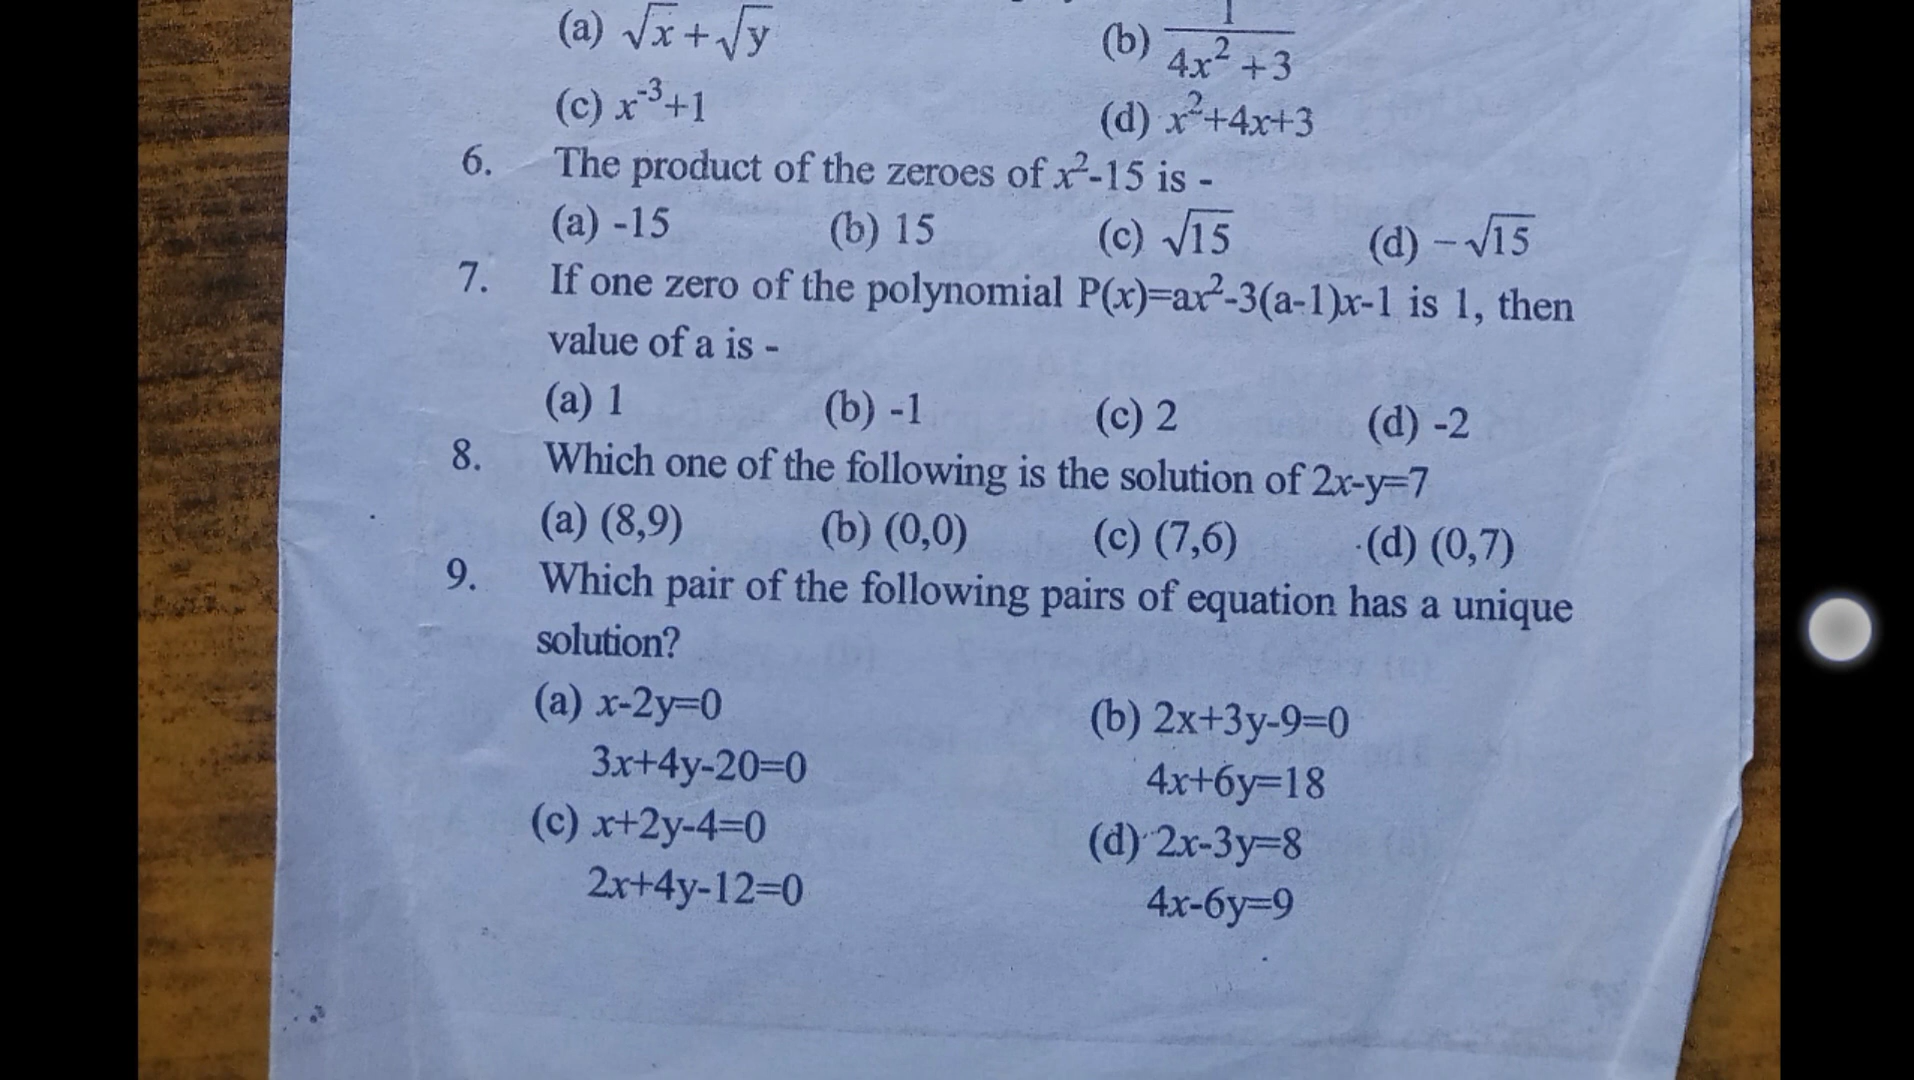 (a) √x+√y (b) 1/(4x²+3)
(c) x⁻³+1 (d) x²+4x+3
6. The product of the zeroes of x²-15 is -
(a) -15 (b) 15 (c) √15 (d) -√15
7. If one zero of the polynomial P(x)=ax²-3(a-1)x-1 is 1, then
value of a is -
(a) 1 (b) -1 (c) 2 (d) -2
8. Which one of the following is the solution of 2x-y=7
(a) (8,9) (b) (0,0) (c) (7,6) (d) (0,7)
9. Which pair of the following pairs of equation has a unique
solution?
(a) x-2y=0 (b) 2x+3y-9=0
3x+4y-20=0 4x+6y=18
(c) x+2y-4=0 (d) 2x-3y=8
2x+4y-12=0 4x-6y=9